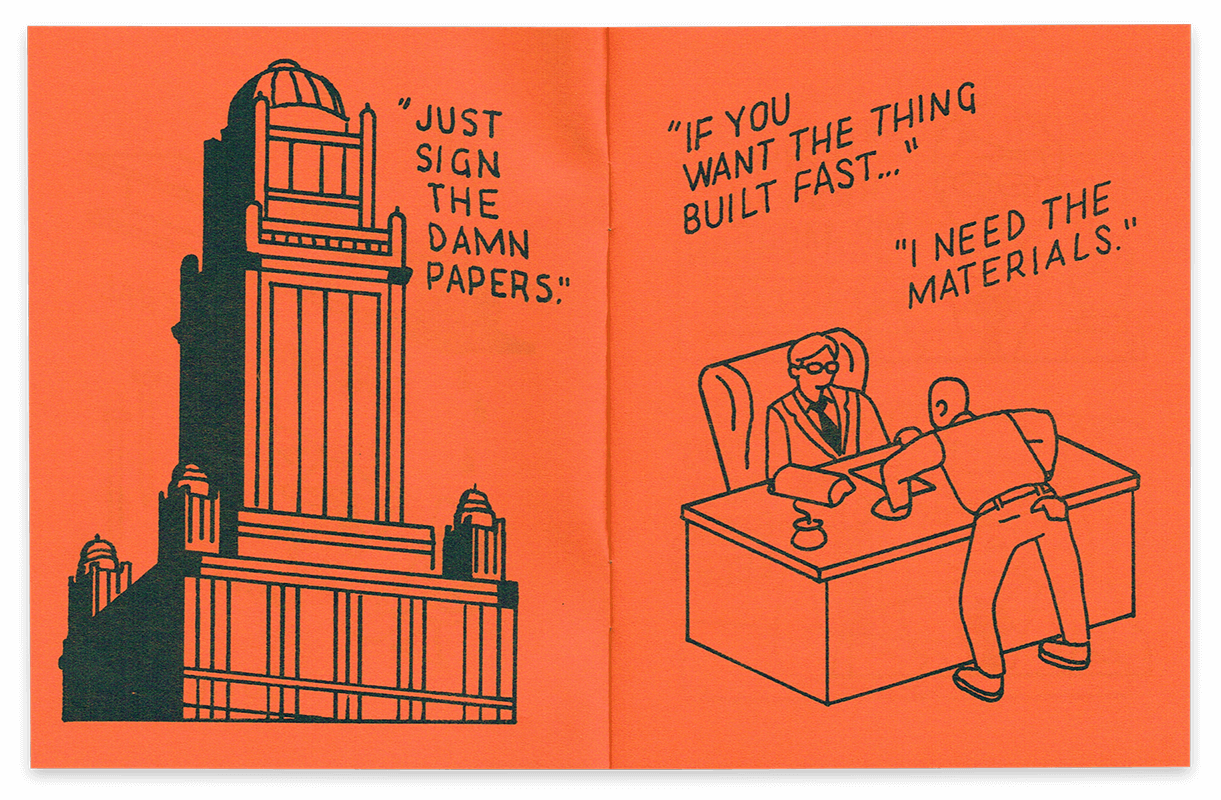 "JUST
SIGN
THE
DAMN
PAPERS."
"IF YOU
WANT THE THING
BUILT FAST..."
"I NEED THE
MATERIALS."